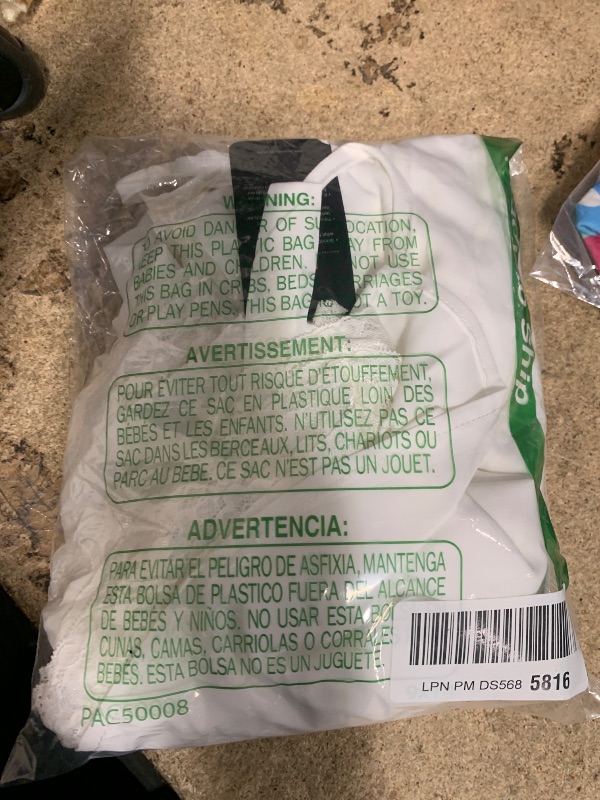 WARNING:
TO AVOID DANGER OF SUFFOCATION,
KEEP THIS PLASTIC BAG AWAY FROM
BABIES AND CHILDREN. DO NOT USE
THIS BAG IN CRIBS, BEDS, CARRIAGES
OR PLAY PENS. THIS BAG IS NOT A TOY.
AVERTISSEMENT:
POUR ÉVITER TOUT RISQUE D'ÉTOUFFEMENT,
GARDEZ CE SAC EN PLASTIQUE LOIN DES
BÉBES ET LES ENFANTS. N'UTILISEZ PAS CE
SAC DANS LES BERCEAUX, LITS, CHARIOTS OU
PARC AU BEBE. CE SAC N'EST PAS UN JOUET.
ADVERTENCIA:
PARA EVITAR EL PELIGRO DE ASFIXIA, MANTENGA
ESTA BOLSA DE PLASTICO FUERA DEL ALCANCE
DE BEBÉS Y NIÑOS. NO USAR ESTA BO
CUNAS, CAMAS, CARRIOLAS O CORRALES
BEBÉS. ESTA BOLSA NO ES UN JUGUETE.
PAC50008
Ship
LPN PM DS568 5816